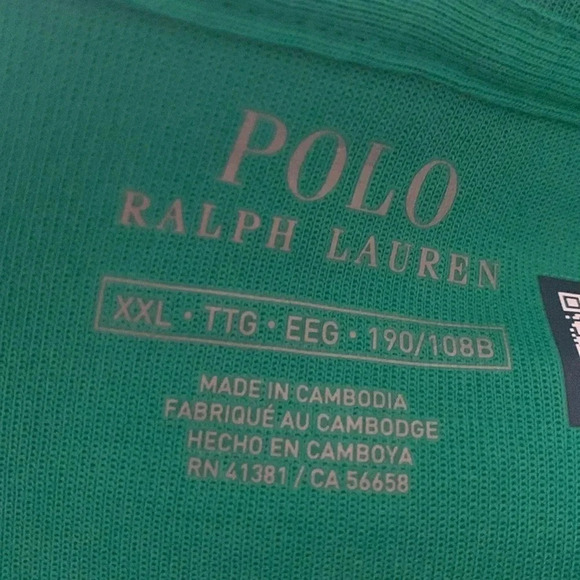 POLO
RALPH LAUREN
XXL • TTG • EEG • 190/108B
MADE IN CAMBODIA
FABRIQUÉ AU CAMBODGE
HECHO EN CAMBOYA
RN 41381 / CA 56658